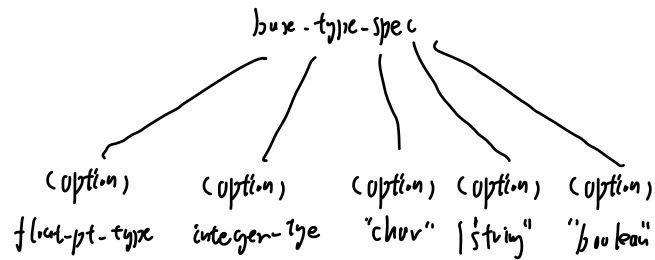 base-type-spec
(option) (option) (option) (option) (option)
float-pt-type integer-type "char" "string" "boolean"